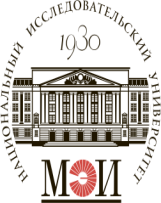 НАЦИОНАЛЬНЫЙ ИССЛЕДОВАТЕЛЬСКИЙ УНИВЕРСИТЕТ
1930
МЭИ